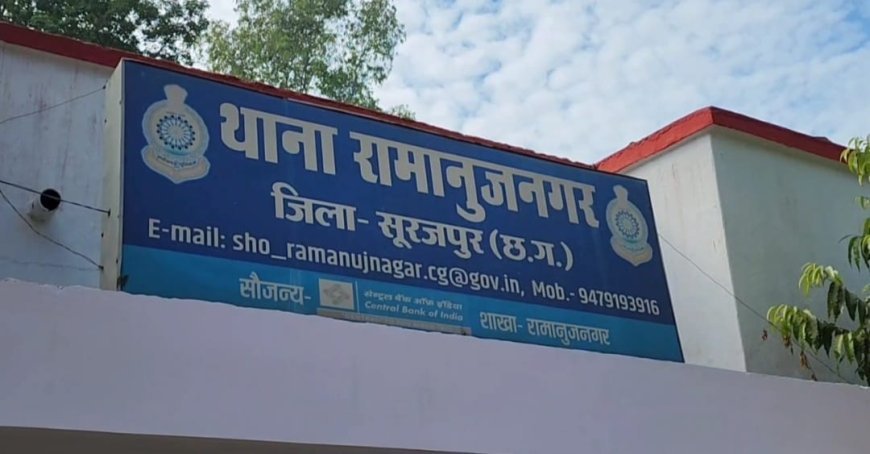 थाना रामानुजनगर
जिला- सूरजपुर (छ.ग.)
E-mail: sho_ramanujnagar.cg@gov.in, Mob.- 9479193916
सौजन्य- सेन्ट्रल बैंक ऑफ़ इंडिया
Central Bank of India
शाखा- रामानुजनगर